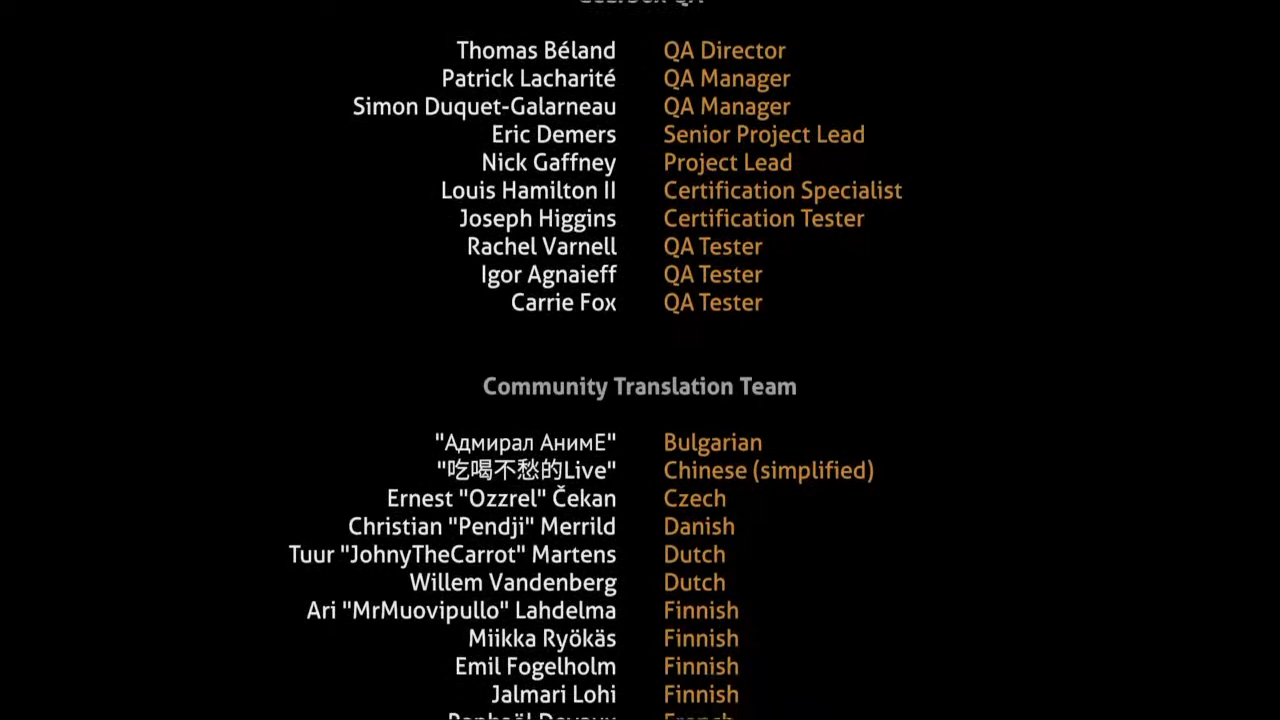 Thomas Béland QA Director
Patrick Lacharité QA Manager
Simon Duquet-Galarneau QA Manager
Eric Demers Senior Project Lead
Nick Gaffney Project Lead
Louis Hamilton II Certification Specialist
Joseph Higgins Certification Tester
Rachel Varnell QA Tester
Igor Agnaieff QA Tester
Carrie Fox QA Tester
Community Translation Team
"Адмирал АнимЕ" Bulgarian
"吃喝不愁的Live" Chinese (simplified)
Ernest "Ozzrel" Čekan Czech
Christian "Pendji" Merrild Danish
Tuur "JohnyTheCarrot" Martens Dutch
Willem Vandenberg Dutch
Ari "MrMuovipullo" Lahdelma Finnish
Miikka Ryökäs Finnish
Emil Fogelholm Finnish
Jalmari Lohi Finnish